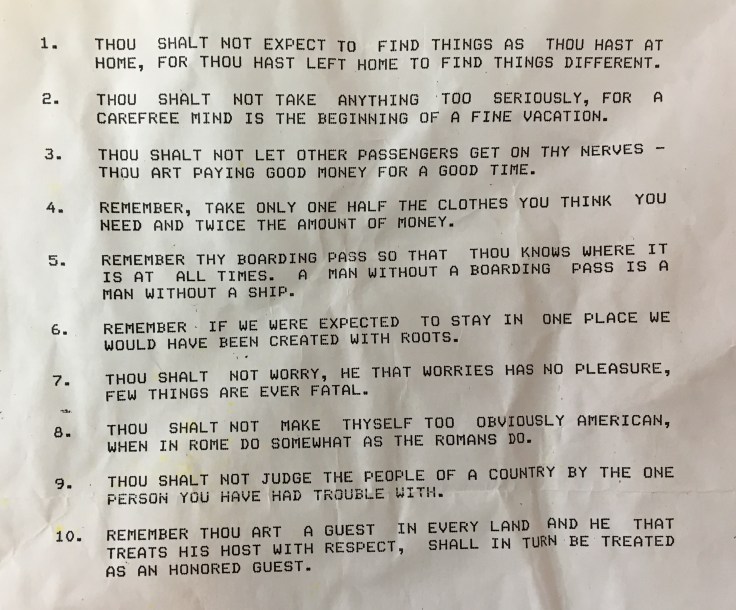 1. THOU SHALT NOT EXPECT TO FIND THINGS AS THOU HAST AT
HOME, FOR THOU HAST LEFT HOME TO FIND THINGS DIFFERENT.
2. THOU SHALT NOT TAKE ANYTHING TOO SERIOUSLY, FOR A
CAREFREE MIND IS THE BEGINNING OF A FINE VACATION.
3. THOU SHALT NOT LET OTHER PASSENGERS GET ON THY NERVES –
THOU ART PAYING GOOD MONEY FOR A GOOD TIME.
4. REMEMBER, TAKE ONLY ONE HALF THE CLOTHES YOU THINK YOU
NEED AND TWICE THE AMOUNT OF MONEY.
5. REMEMBER THY BOARDING PASS SO THAT THOU KNOWS WHERE IT
IS AT ALL TIMES. A MAN WITHOUT A BOARDING PASS IS A
MAN WITHOUT A SHIP.
6. REMEMBER IF WE WERE EXPECTED TO STAY IN ONE PLACE WE
WOULD HAVE BEEN CREATED WITH ROOTS.
7. THOU SHALT NOT WORRY, HE THAT WORRIES HAS NO PLEASURE,
FEW THINGS ARE EVER FATAL.
8. THOU SHALT NOT MAKE THYSELF TOO OBVIOUSLY AMERICAN,
WHEN IN ROME DO SOMEWHAT AS THE ROMANS DO.
9. THOU SHALT NOT JUDGE THE PEOPLE OF A COUNTRY BY THE ONE
PERSON YOU HAVE HAD TROUBLE WITH.
10. REMEMBER THOU ART A GUEST IN EVERY LAND AND HE THAT
TREATS HIS HOST WITH RESPECT, SHALL IN TURN BE TREATED
AS AN HONORED GUEST.